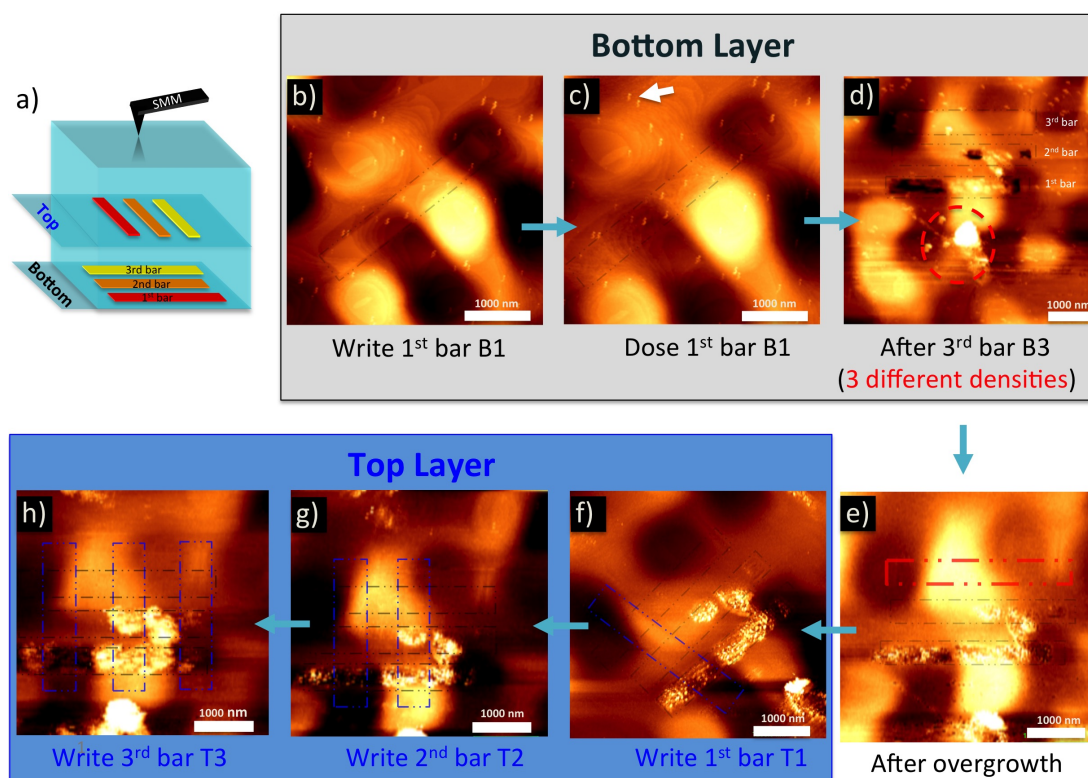 a)
SMM
Top
Bottom
3rd bar
2nd bar
1st bar
Bottom Layer
b)
1000 nm
Write 1st bar B1
c)
1000 nm
Dose 1st bar B1
d)
3rd bar
2nd bar
1st bar
1000 nm
After 3rd bar B3
(3 different densities)
Top Layer
h)
1000 nm
Write 3rd bar T3
g)
1000 nm
Write 2nd bar T2
f)
1000 nm
Write 1st bar T1
e)
1000 nm
After overgrowth